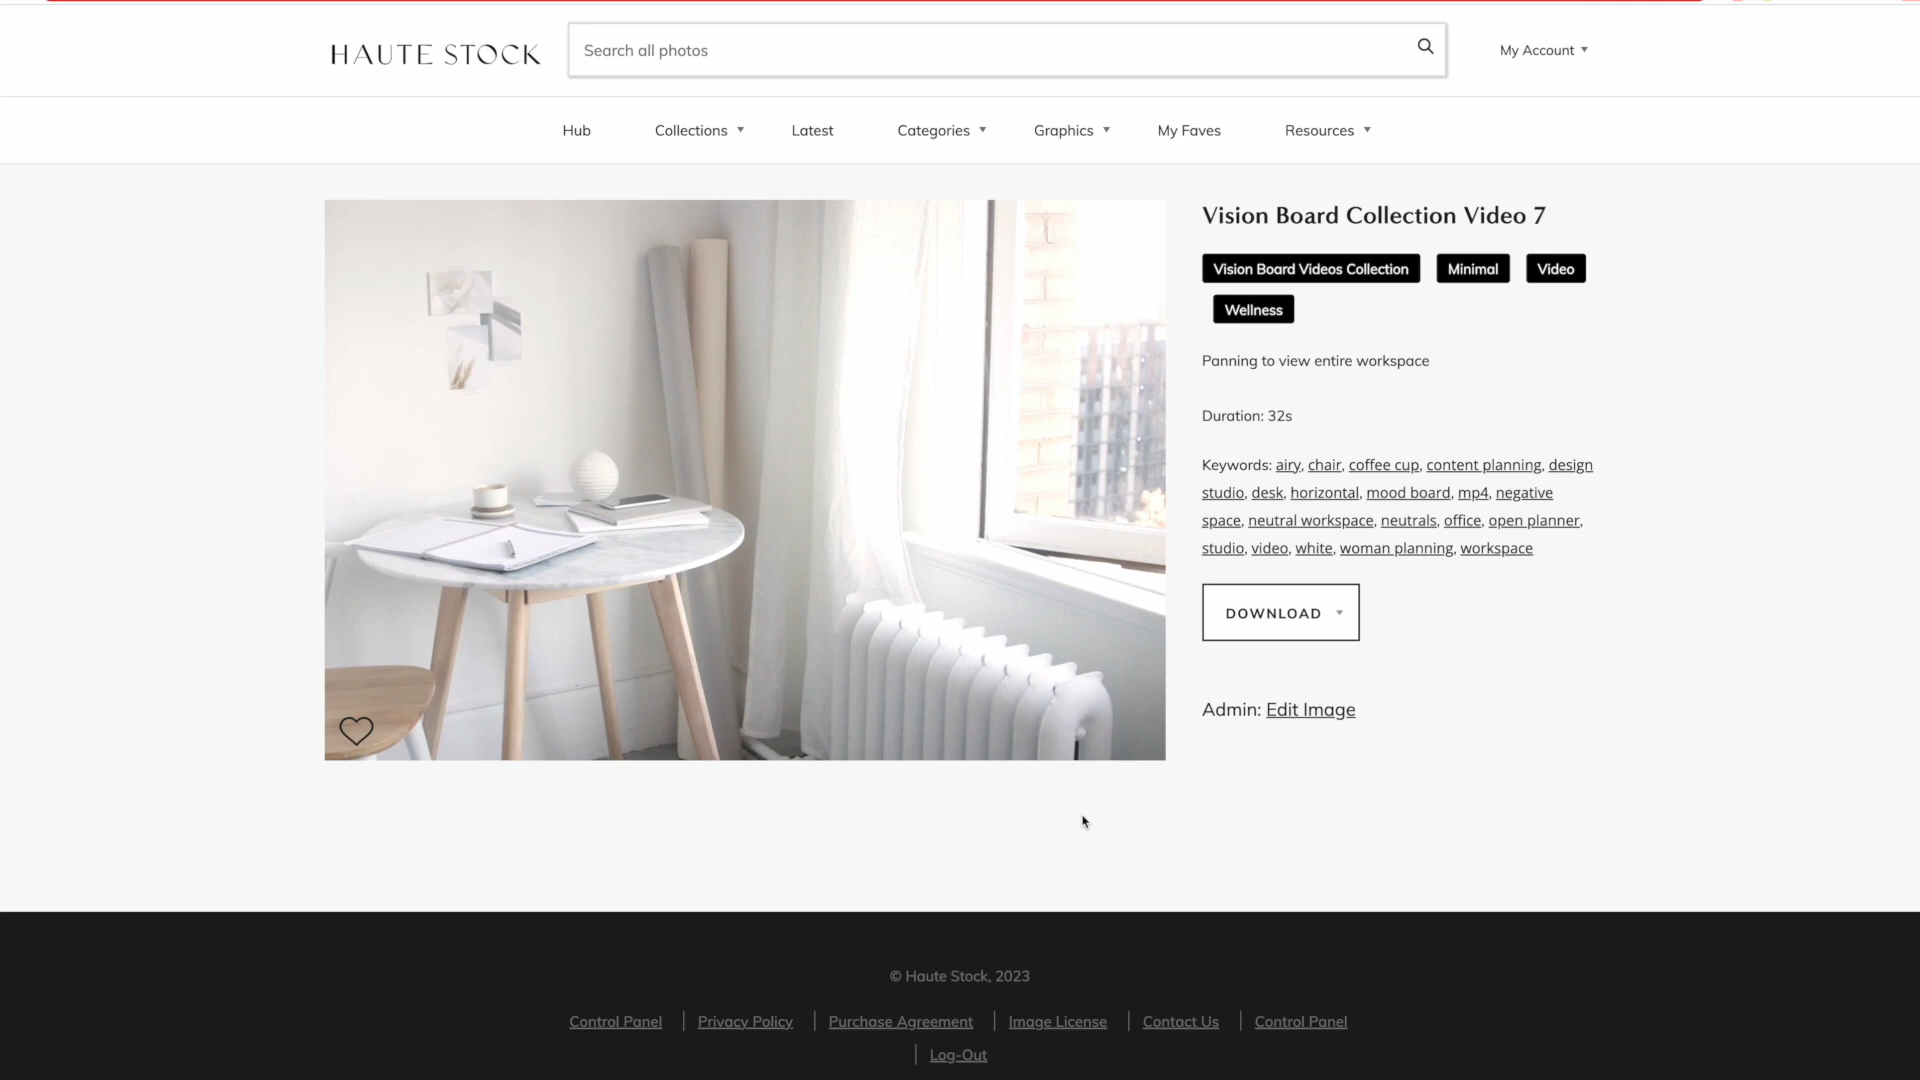 HAUTE STOCK
Search all photos
My Account
Hub
Collections
Latest
Categories
Graphics
My Faves
Resources
Vision Board Collection Video 7
Vision Board Videos Collection
Minimal
Video
Wellness
Panning to view entire workspace
Duration: 32s
Keywords: airy, chair, coffee cup, content planning, design
studio, desk, horizontal, mood board, mp4, negative
space, neutral workspace, neutrals, office, open planner,
studio, video, white, woman planning, workspace
DOWNLOAD
Admin: Edit Image
© Haute Stock, 2023
Control Panel | Privacy Policy | Purchase Agreement | Image License | Contact Us | Control Panel
| Log-Out